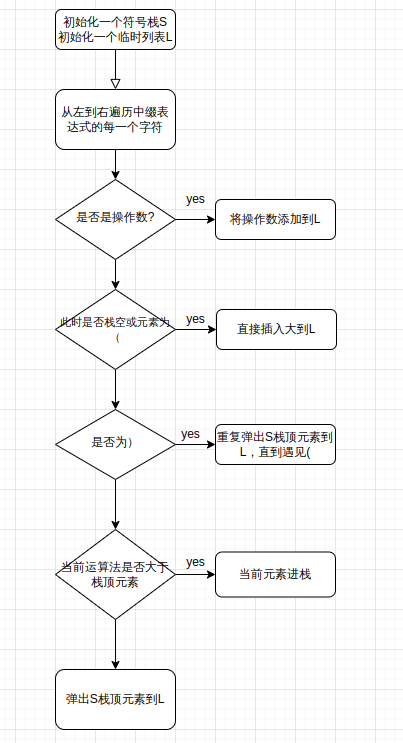 初始化一个符号栈S
初始化一个临时列表L
从左到右遍历中缀表
达式的每一个字符
是否是操作数?
yes
将操作数添加到L
此时是否栈空或元素为
（
yes
直接插入大到L
是否为）
yes
重复弹出S栈顶元素到
L，直到遇见(
当前运算法是否大于
栈顶元素
yes
当前元素进栈
弹出S栈顶元素到L